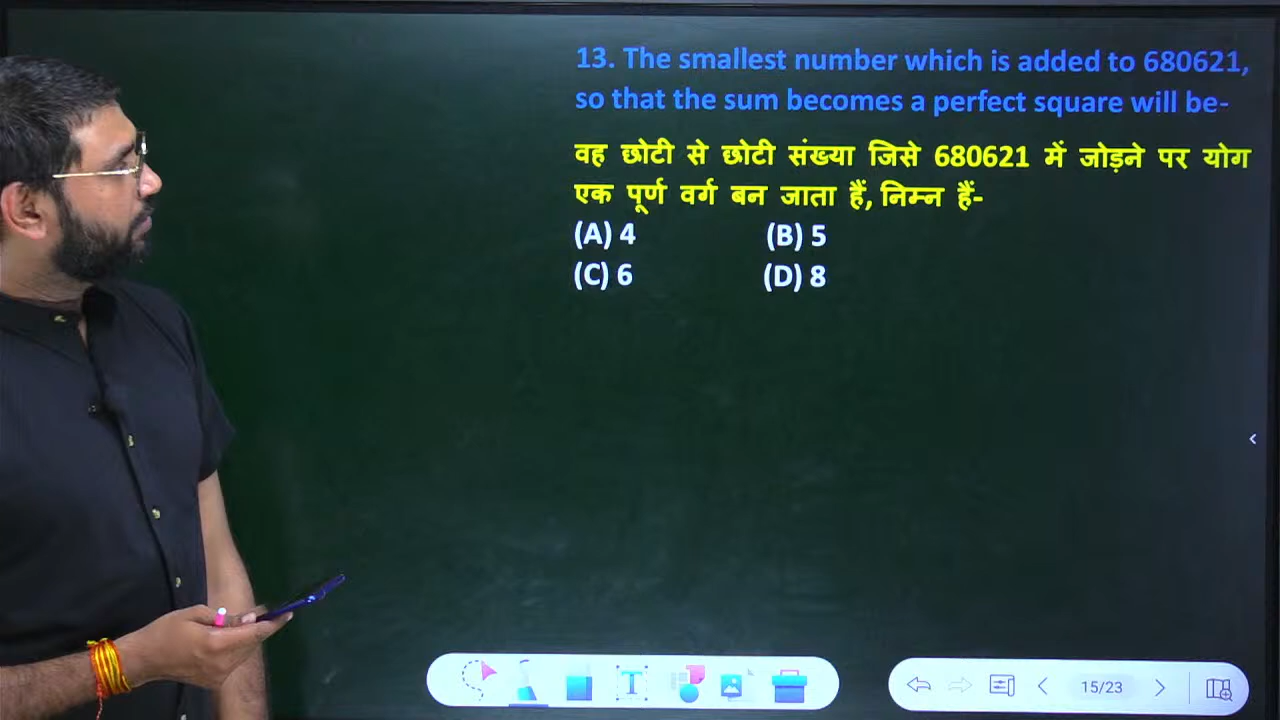 13. The smallest number which is added to 680621,
so that the sum becomes a perfect square will be-
वह छोटी से छोटी संख्या जिसे 680621 में जोड़ने पर योग
एक पूर्ण वर्ग बन जाता हैं, निम्न हैं-
(A) 4 (B) 5
(C) 6 (D) 8
T
15/23